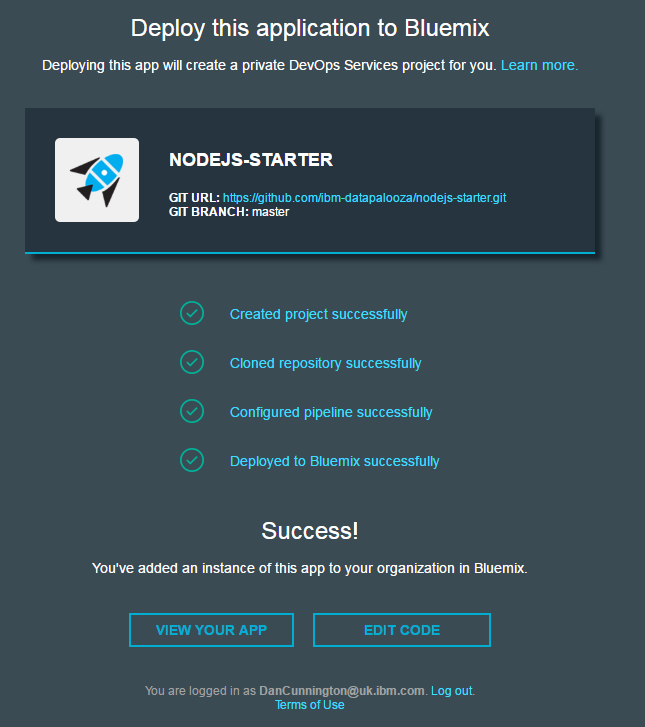 Deploy this application to Bluemix
Deploying this app will create a private DevOps Services project for you. Learn more.
NODEJS-STARTER
GIT URL: https://github.com/ibm-datapalooza/nodejs-starter.git
GIT BRANCH: master
Created project successfully
Cloned repository successfully
Configured pipeline successfully
Deployed to Bluemix successfully
Success!
You've added an instance of this app to your organization in Bluemix.
VIEW YOUR APP
EDIT CODE
You are logged in as DanCunnington@uk.ibm.com. Log out.
Terms of Use